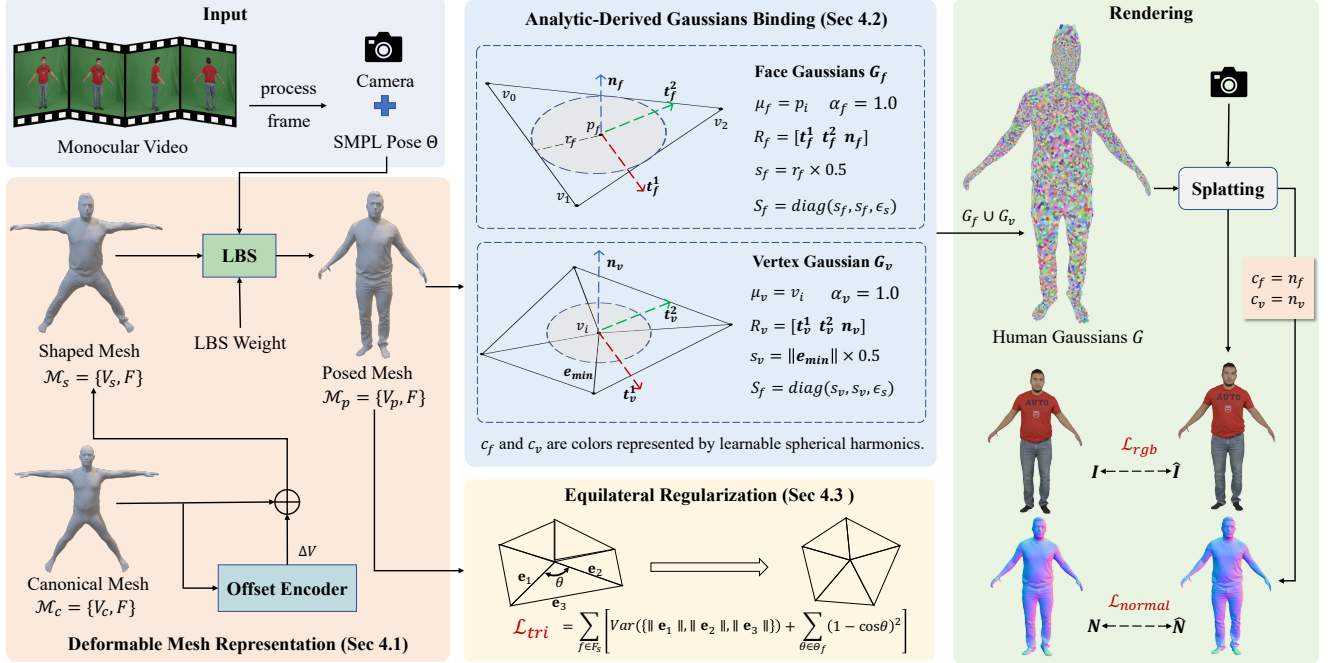 Input
process
frame
Monocular Video
Camera
SMPL Pose Θ
Shaped Mesh
ℳ_s = {V_s, F}
LBS
LBS Weight
Posed Mesh
ℳ_p = {V_p, F}
Canonical Mesh
ℳ_c = {V_c, F}
ΔV
Offset Encoder
Deformable Mesh Representation (Sec 4.1)
Analytic-Derived Gaussians Binding (Sec 4.2)
v_0
n_f
t_f^2
v_2
p_f
r_f
v_1
t_f^1
Face Gaussians G_f
μ_f = p_i α_f = 1.0
R_f = [t_f^1 t_f^2 n_f]
s_f = r_f × 0.5
S_f = diag(s_f, s_f, ϵ_s)
n_v
t_v^2
v_i
e_min
t_v^1
Vertex Gaussian G_v
μ_v = v_i α_v = 1.0
R_v = [t_v^1 t_v^2 n_v]
s_v = ‖e_min‖ × 0.5
S_f = diag(s_v, s_v, ϵ_s)
c_f and c_v are colors represented by learnable spherical harmonics.
Equilateral Regularization (Sec 4.3 )
e_1
θ
e_2
e_3
ℒ_tri = ∑_{f∈F_s} [Var({‖ e_1 ‖, ‖ e_2 ‖, ‖ e_3 ‖}) + ∑_{θ∈Θ_f} (1 − cosθ)^2]
Rendering
G_f ∪ G_v
Splatting
c_f = n_f
c_v = n_v
Human Gaussians G
AUTO
AUTO
ℒ_rgb
I
Î
ℒ_normal
N
N̂